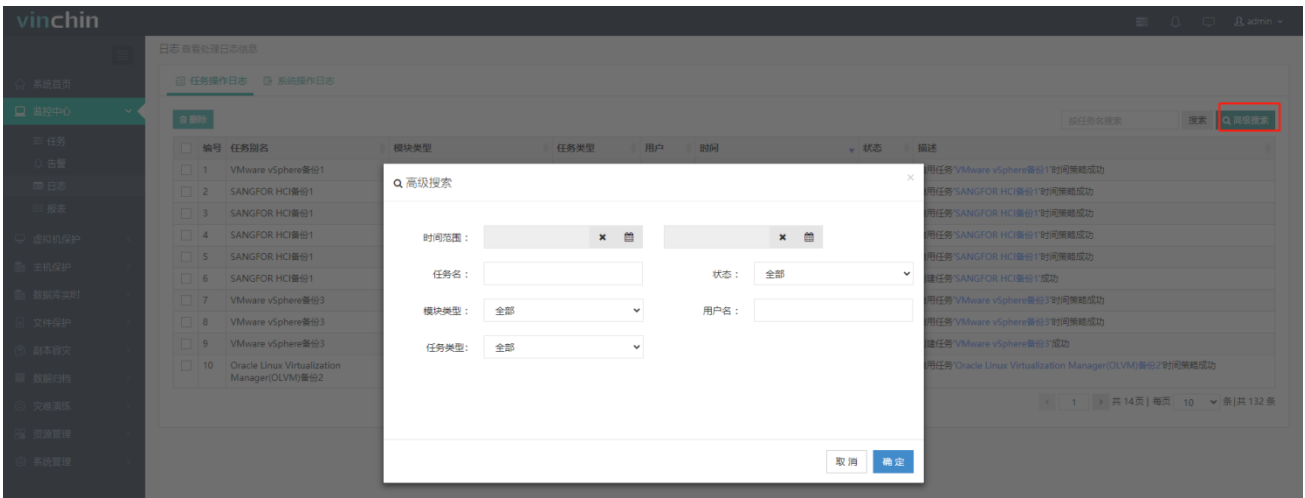 vinchin
admin
日志 查看处理日志信息
任务操作日志 系统操作日志
系统首页
监控中心
任务
告警
日志
报表
虚拟机保护
主机保护
数据库实时
文件保护
副本容灾
数据归档
灾难演练
资源管理
系统管理
删除
按任务名搜索 搜索 高级搜索
编号 任务别名 模块类型 任务类型 用户 时间 状态 描述
1 VMware vSphere备份1 用任务'VMware vSphere备份1'时间策略成功
2 SANGFOR HCI备份1 用任务'SANGFOR HCI备份1'时间策略成功
3 SANGFOR HCI备份1 用任务'SANGFOR HCI备份1'时间策略成功
4 SANGFOR HCI备份1 用任务'SANGFOR HCI备份1'时间策略成功
5 SANGFOR HCI备份1 用任务'SANGFOR HCI备份1'时间策略成功
6 SANGFOR HCI备份1 建任务'SANGFOR HCI备份1'成功
7 VMware vSphere备份3 用任务'VMware vSphere备份3'时间策略成功
8 VMware vSphere备份3 用任务'VMware vSphere备份3'时间策略成功
9 VMware vSphere备份3 建任务'VMware vSphere备份3'成功
10 Oracle Linux Virtualization 用任务'Oracle Linux Virtualization Manager(OLVM)备份2'时间策略成功
Manager(OLVM)备份2
1 共 14页 | 每页 10 条|共 132 条
高级搜索 ×
时间范围：
任务名： 状态： 全部
模块类型： 全部 用户名：
任务类型: 全部
取消 确定